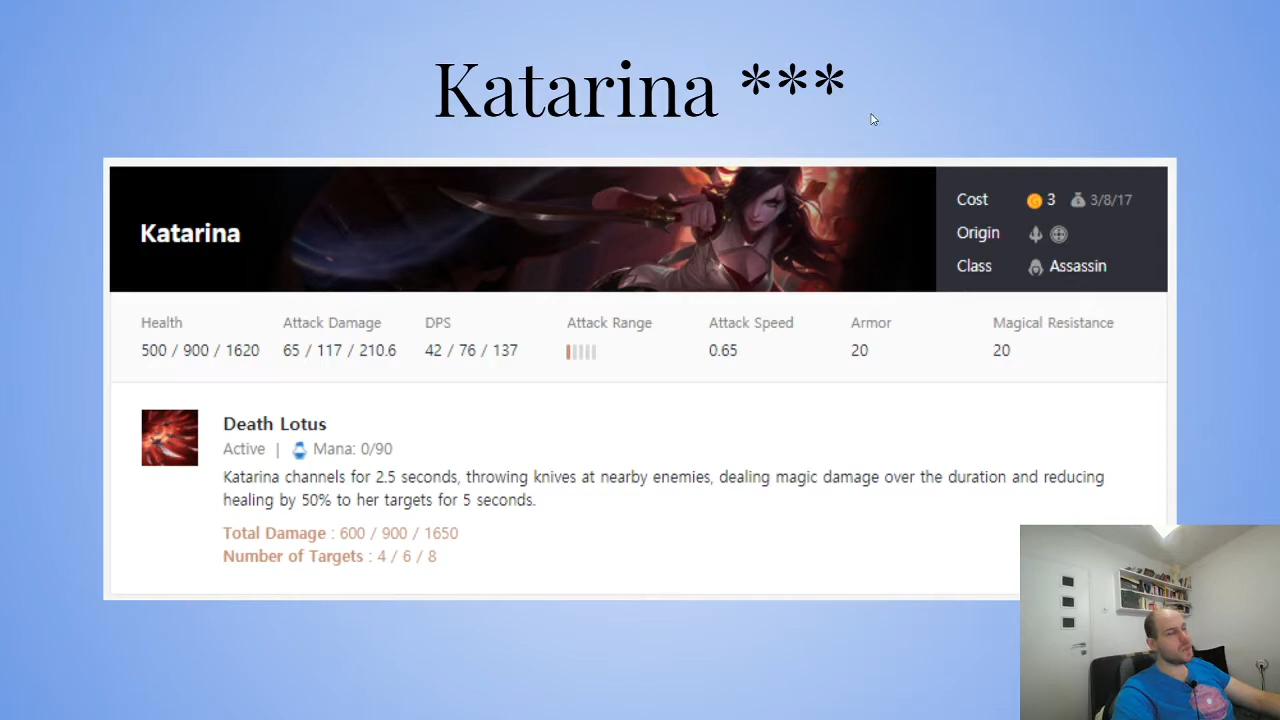 Katarina ***
Katarina
Cost 3 3/8/17
Origin
Class Assassin
Health Attack Damage DPS Attack Range Attack Speed Armor Magical Resistance
500 / 900 / 1620 65 / 117 / 210.6 42 / 76 / 137 0.65 20 20
Death Lotus
Active | Mana: 0/90
Katarina channels for 2.5 seconds, throwing knives at nearby enemies, dealing magic damage over the duration and reducing
healing by 50% to her targets for 5 seconds.
Total Damage : 600 / 900 / 1650
Number of Targets : 4 / 6 / 8